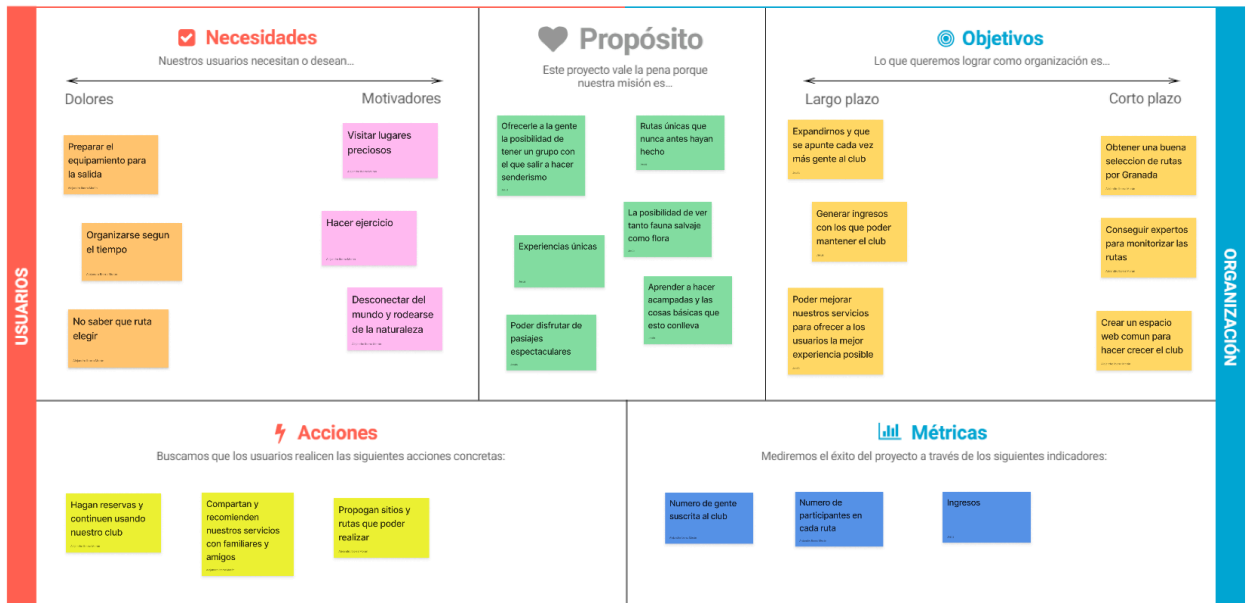 Necesidades
Nuestros usuarios necesitan o desean...
Dolores
Motivadores
Preparar el
equipamiento para
la salida
Organizarse segun
el tiempo
No saber que ruta
elegir
Visitar lugares
preciosos
Hacer ejercicio
Desconectar del
mundo y rodearse
de la naturaleza
Propósito
Este proyecto vale la pena porque
nuestra misión es...
Ofrecerle a la gente
la posibilidad de
tener un grupo con
el que salir a hacer
senderismo
Rutas únicas que
nunca antes hayan
hecho
La posibilidad de ver
tanto fauna salvaje
como flora
Experiencias únicas
Aprender a hacer
acampadas y las
cosas básicas que
esto conlleva
Poder disfrutar de
pasiajes
espectaculares
Objetivos
Lo que queremos lograr como organización es...
Largo plazo
Corto plazo
Expandirnos y que
se apunte cada vez
más gente al club
Generar ingresos
con los que poder
mantener el club
Poder mejorar
nuestros servicios
para ofrecer a los
usuarios la mejor
experiencia posible
Obtener una buena
seleccion de rutas
por Granada
Conseguir expertos
para monitorizar las
rutas
Crear un espacio
web comun para
hacer crecer el club
USUARIOS
ORGANIZACIÓN
Acciones
Buscamos que los usuarios realicen las siguientes acciones concretas:
Hagan reservas y
continuen usando
nuestro club
Compartan y
recomienden
nuestros servicios
con familiares y
amigos
Propogan sitios y
rutas que poder
realizar
Métricas
Mediremos el éxito del proyecto a través de los siguientes indicadores:
Numero de gente
suscrita al club
Numero de
participantes en
cada ruta
Ingresos